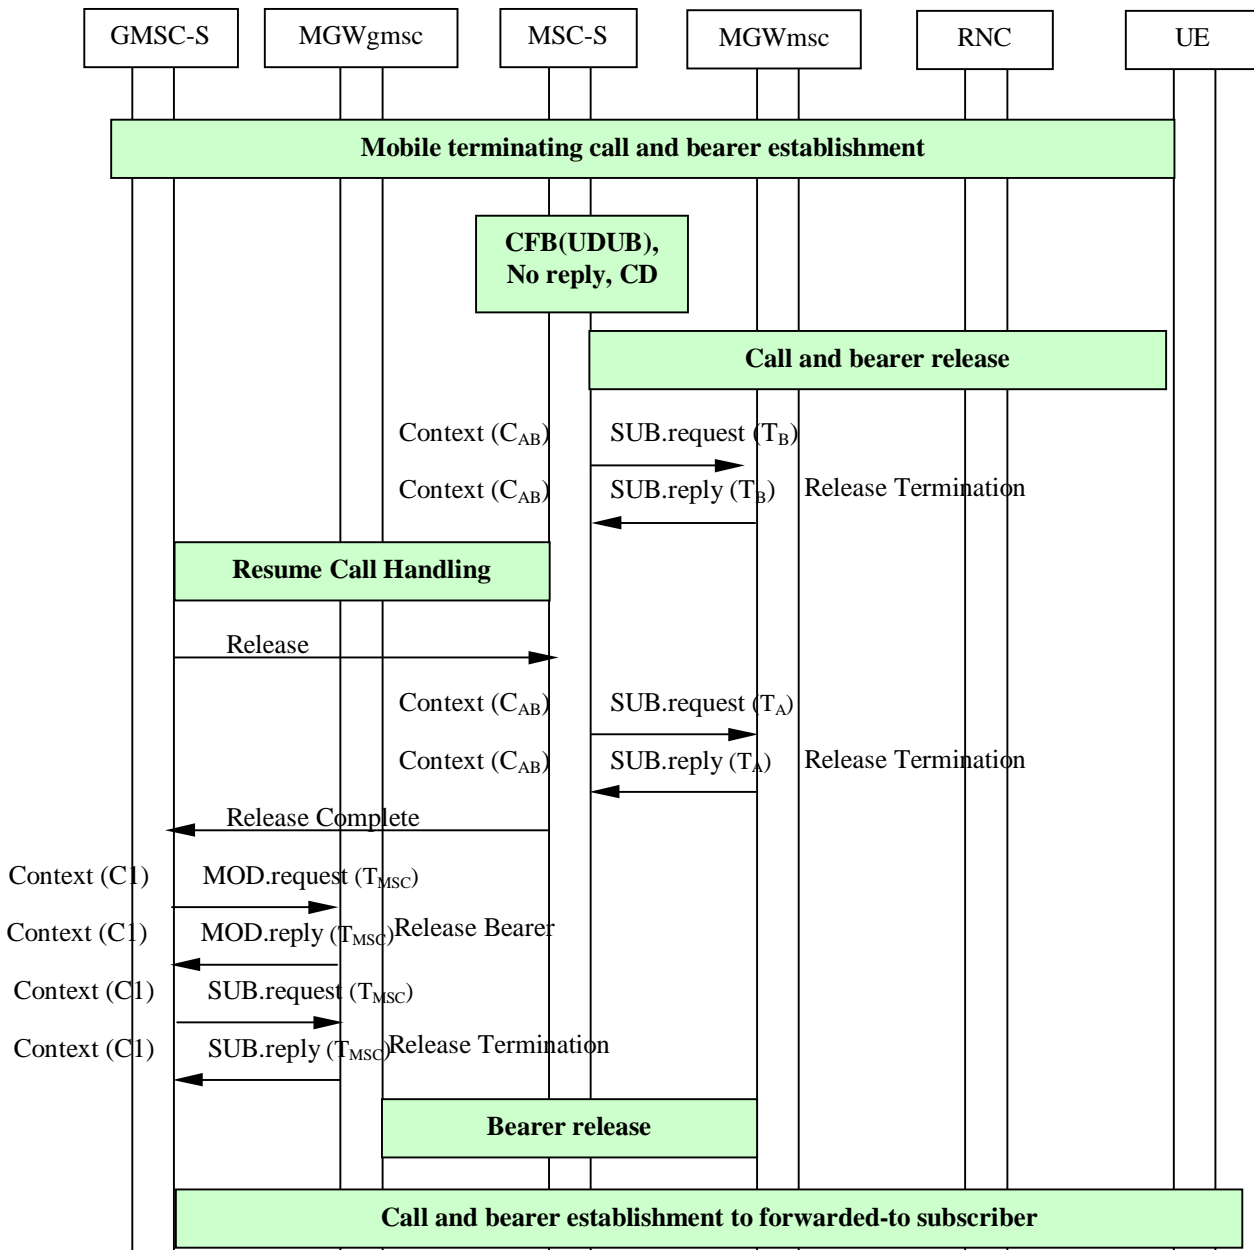 GMSC-S MGWgmsc MSC-S MGWmsc RNC UE
Mobile terminating call and bearer establishment
CFB(UDUB),
No reply, CD
Call and bearer release
Context (CAB) SUB.request (TB)
Context (CAB) SUB.reply (TB) Release Termination
Resume Call Handling
Release
Context (CAB) SUB.request (TA)
Context (CAB) SUB.reply (TA) Release Termination
Release Complete
Context (C1) MOD.request (TMSC)
Context (C1) MOD.reply (TMSC) Release Bearer
Context (C1) SUB.request (TMSC)
Context (C1) SUB.reply (TMSC) Release Termination
Bearer release
Call and bearer establishment to forwarded-to subscriber